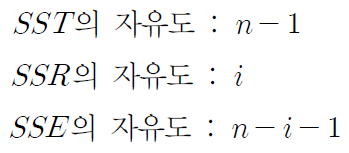 SST의 자유도 : n − 1
SSR의 자유도 : i
SSE의 자유도 : n − i − 1